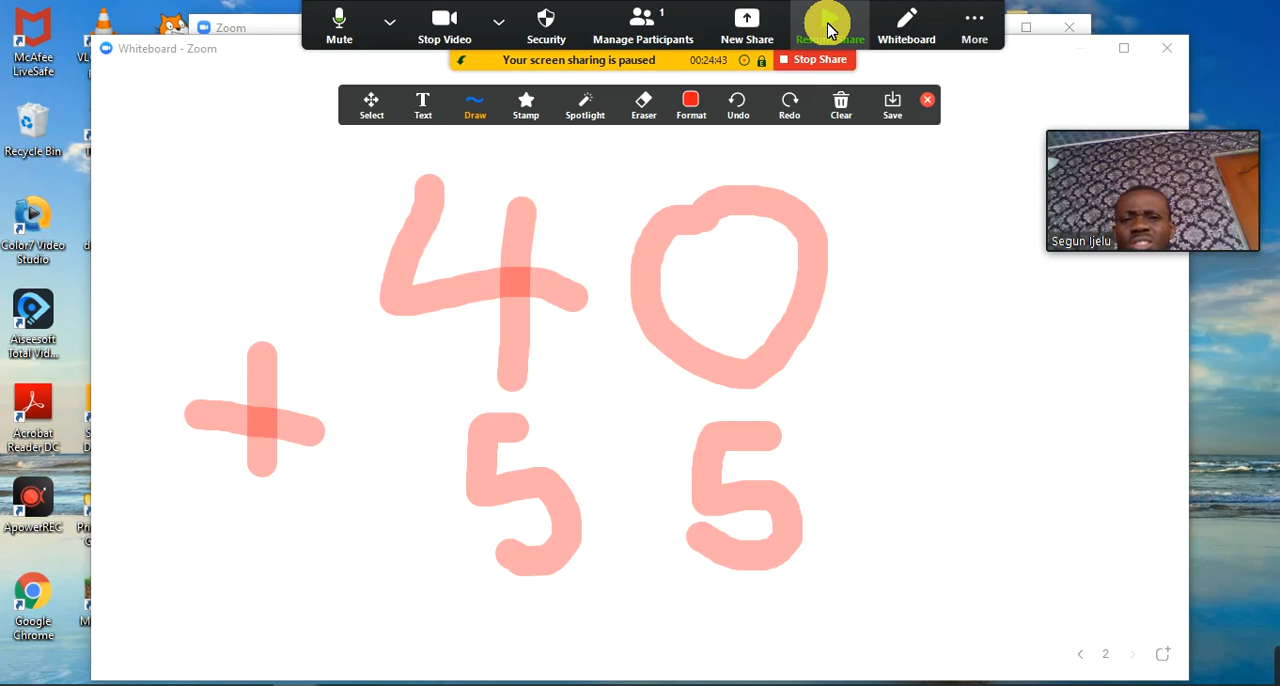 McAfee
LiveSafe
Recycle Bin
Color7 Video
Studio
Aiseesoft
Total Vid...
Acrobat
Reader DC
ApowerREC
Google
Chrome
Zoom
Whiteboard - Zoom
Mute
Stop Video
Security
Manage Participants
1
New Share
Whiteboard
More
Your screen sharing is paused
00:24:43
Stop Share
Select
Text
Draw
Stamp
Spotlight
Eraser
Format
Undo
Redo
Clear
Save
Segun Ijelu
40
+
55
2